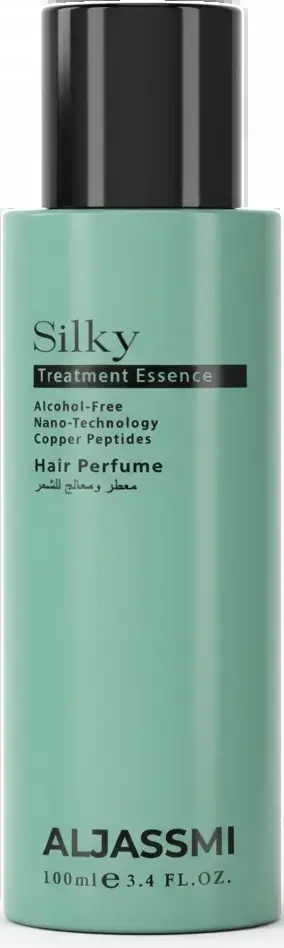 Silky
Treatment Essence
Alcohol-Free
Nano-Technology
Copper Peptides
Hair Perfume
معطر ومعالج للشعر
ALJASSMI
100ml e 3.4 FL.OZ.